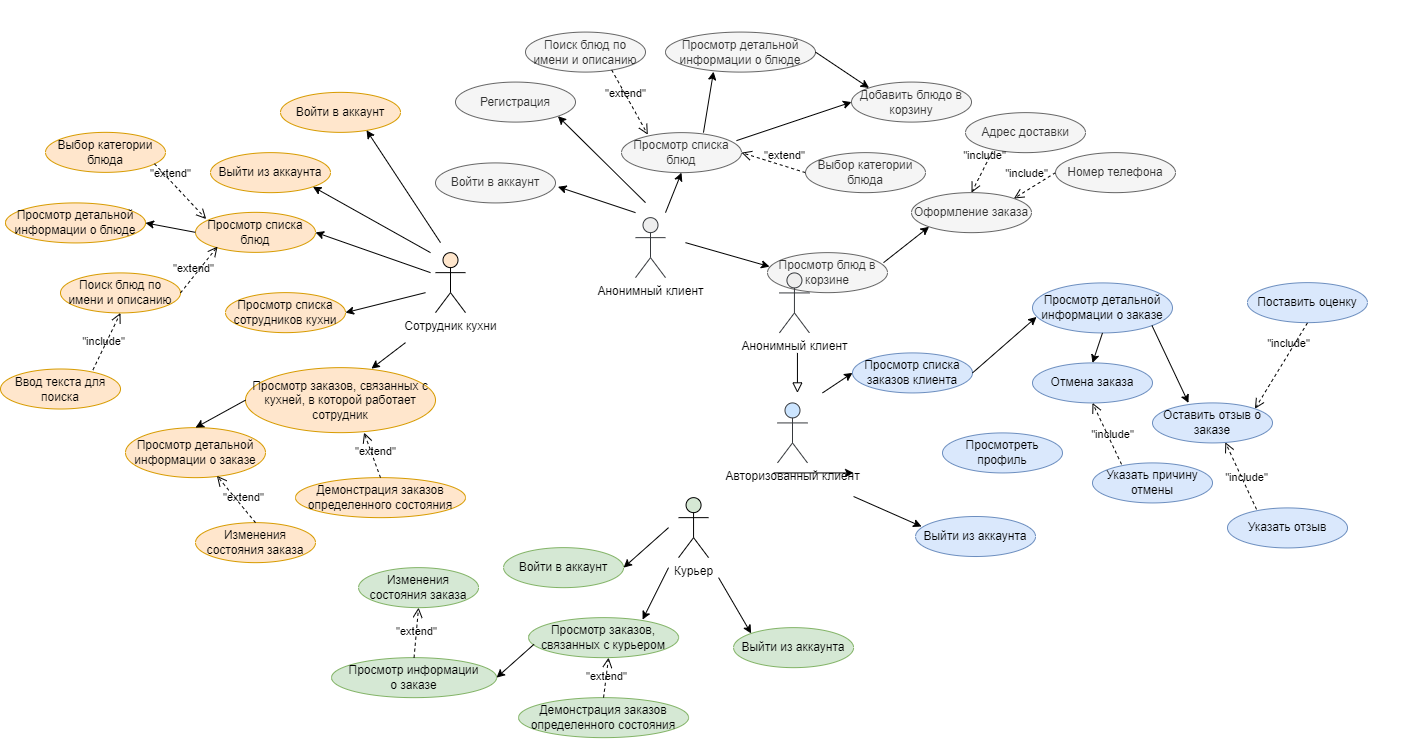 Поиск блюд по
имени и описанию
"extend"
Просмотр детальной
информации о блюде
Добавить блюдо в
корзину
Регистрация
Просмотр списка
блюд
"extend"
Выбор категории
блюда
Войти в аккаунт
Адрес доставки
"include"
Номер телефона
"include"
Оформление заказа
Просмотр блюд в
корзине
Анонимный клиент
Войти в аккаунт
Выбор категории
блюда
"extend"
Выйти из аккаунта
Просмотр детальной
информации о блюде
Просмотр списка
блюд
"extend"
Поиск блюд по
имени и описанию
"include"
Ввод текста для
поиска
Просмотр списка
сотрудников кухни
Сотрудник кухни
Просмотр заказов, связанных с
кухней, в которой работает
сотрудник
Просмотр детальной
информации о заказе
"extend"
"extend"
Демонстрация заказов
определенного состояния
Изменения
состояния заказа
Анонимный клиент
Просмотр списка
заказов клиента
Просмотр детальной
информации о заказе
Поставить оценку
"include"
Отмена заказа
Оставить отзыв о
заказе
"include"
Просмотреть
профиль
Указать причину
отмены
"include"
Указать отзыв
Авторизованный клиент
Выйти из аккаунта
Курьер
Войти в аккаунт
Изменения
состояния заказа
"extend"
Просмотр заказов,
связанных с курьером
Выйти из аккаунта
Просмотр информации
о заказе
"extend"
Демонстрация заказов
определенного состояния